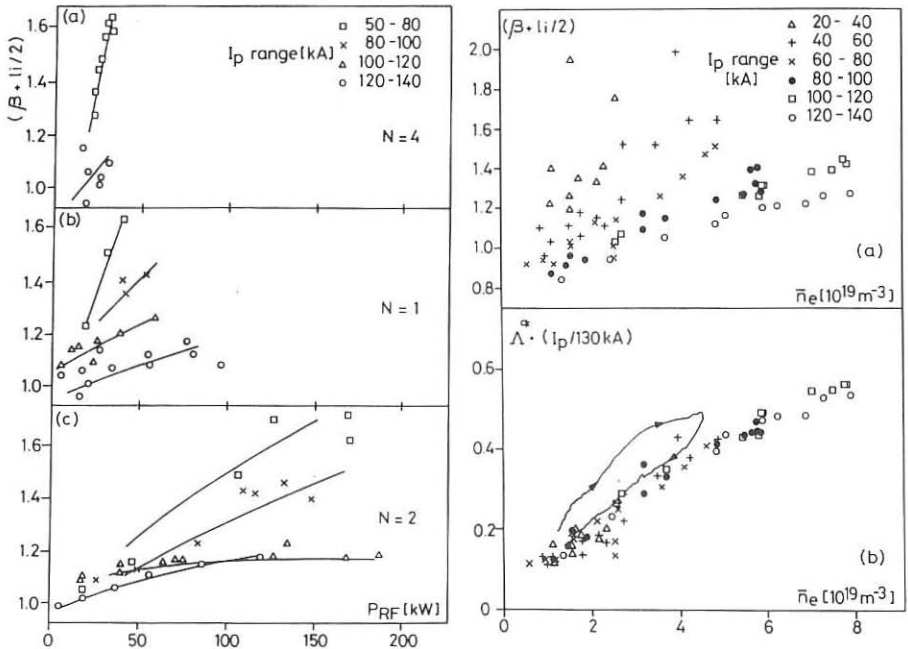 (a)
1.6
(β + li/2)
1.2
1.0
Ip range [kA]
□ 50 - 80
× 80 - 100
△ 100 - 120
○ 120 - 140
N = 4
(b)
1.6
1.4
1.2
1.0
N = 1
(c)
1.6
1.4
1.2
1.0
N = 2
PRF [kW]
0 50 100 150 200
(β + li/2)
2.0
1.8
1.6
1.4
1.2
1.0
0.8
Ip range
[kA]
△ 20 - 40
+ 40 60
× 60 - 80
● 80 - 100
□ 100 - 120
○ 120 - 140
(a)
n̄e [10¹⁹ m⁻³]
Λ* · (Ip/130kA)
0.6
0.4
0.2
0
(b)
n̄e [10¹⁹ m⁻³]
0 2 4 6 8